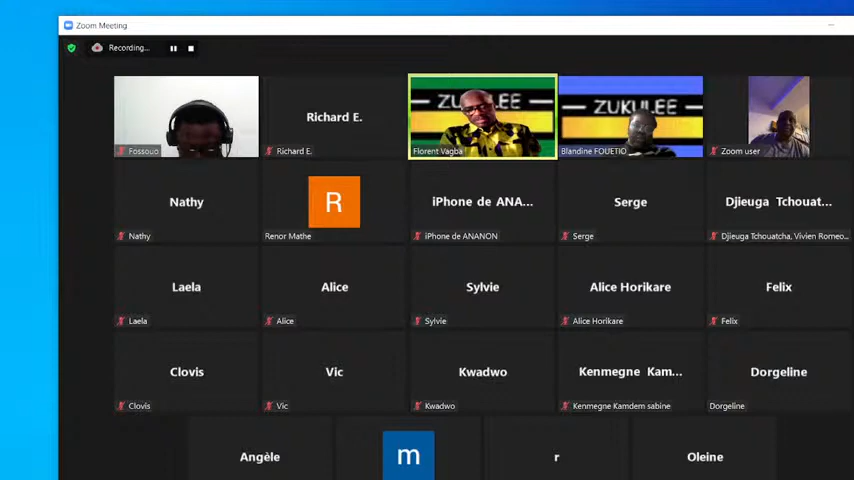 Zoom Meeting
Recording...
ZUKULEE
ZUKULEE
Richard E.
Fossouo
Richard E.
Florent Vagba
Blandine FOUETIO
Zoom user
Nathy
R
iPhone de ANA...
Serge
Djieuga Tchouat...
Nathy
Renor Mathe
iPhone de ANANON
Serge
Djieuga Tchouatcha, Vivien Romeo...
Laela
Alice
Sylvie
Alice Horikare
Felix
Laela
Alice
Sylvie
Alice Horikare
Felix
Clovis
Vic
Kwadwo
Kenmegne Kam...
Dorgeline
Clovis
Vic
Kwadwo
Kenmegne Kamdem sabine
Dorgeline
Angèle
m
r
Oleine